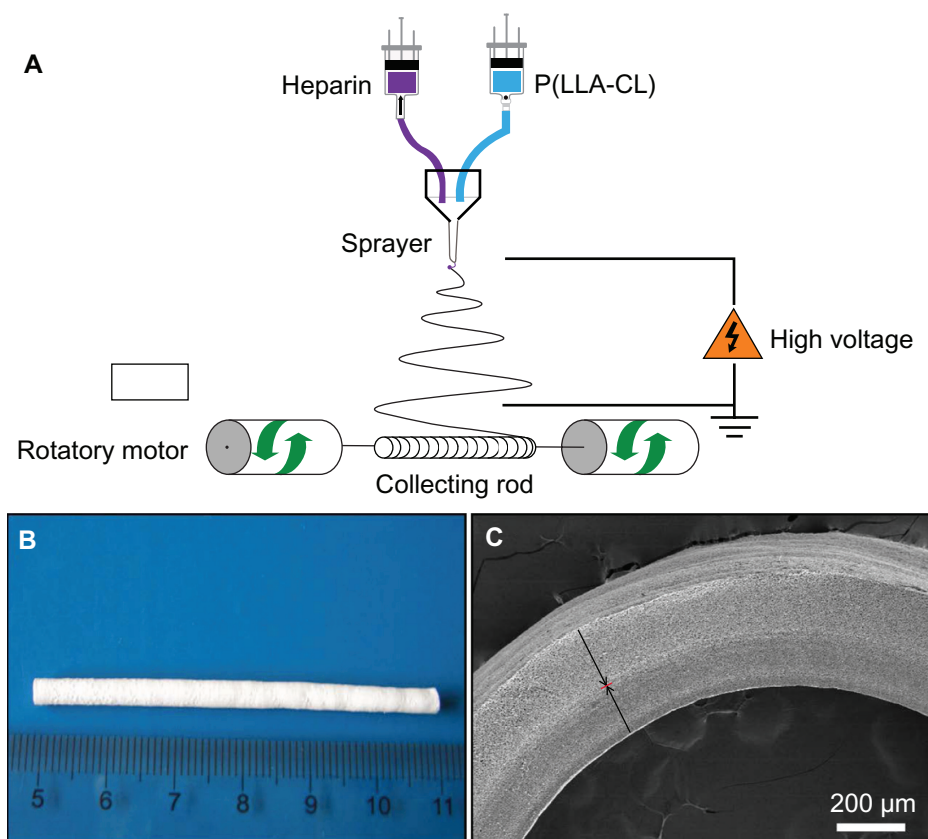 A
Heparin
P(LLA-CL)
Sprayer
High voltage
Rotatory motor
Collecting rod
B
5 6 7 8 9 10 11
C
200 µm